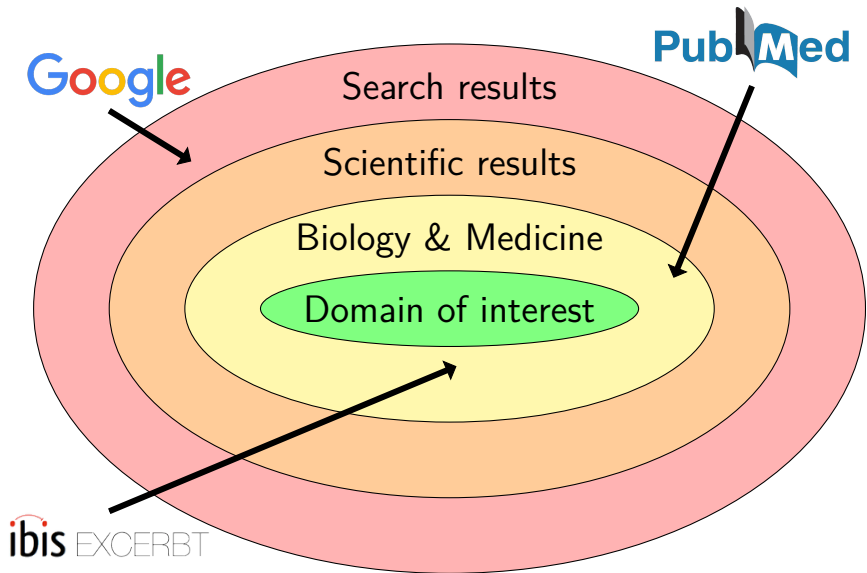 Google
PubMed
Search results
Scientific results
Biology & Medicine
Domain of interest
ibis EXCERBT